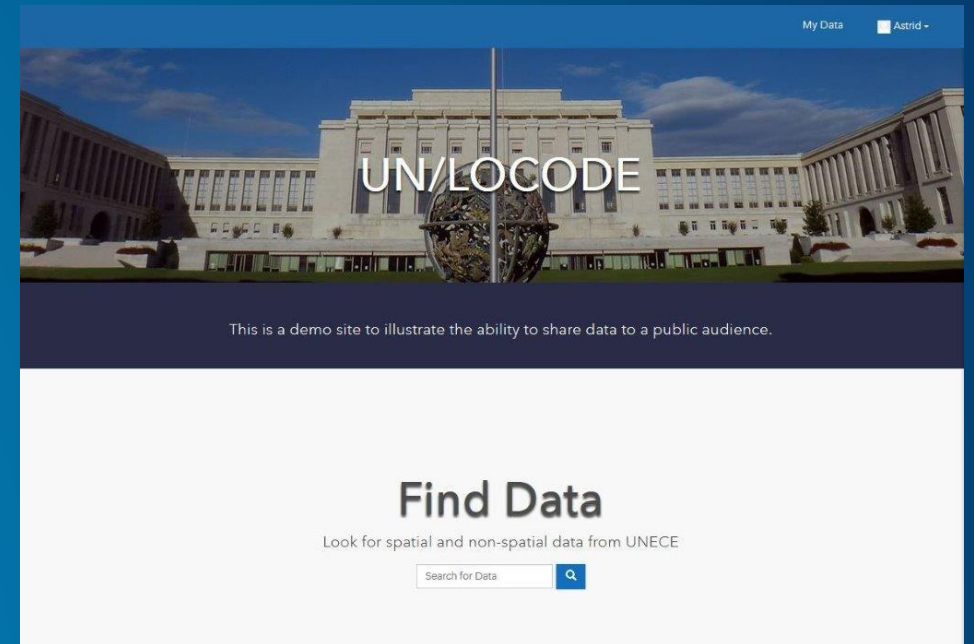 My Data
Astrid
UN/LOCODE
This is a demo site to illustrate the ability to share data to a public audience.
Find Data
Look for spatial and non-spatial data from UNECE
Search for Data